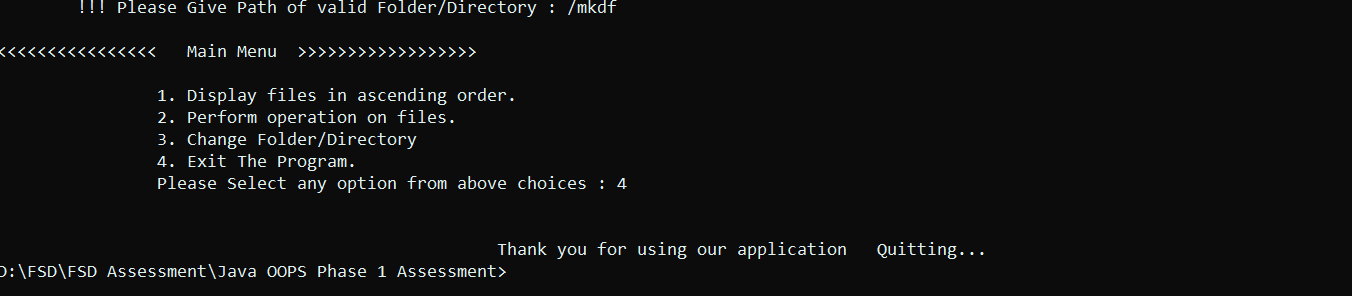 !!! Please Give Path of valid Folder/Directory : /mkdf
<<<<<<<<<<<<<<<< Main Menu >>>>>>>>>>>>>>>>>>
1. Display files in ascending order.
2. Perform operation on files.
3. Change Folder/Directory
4. Exit The Program.
Please Select any option from above choices : 4
Thank you for using our application Quitting...
D:\FSD\FSD Assessment\Java OOPS Phase 1 Assessment>